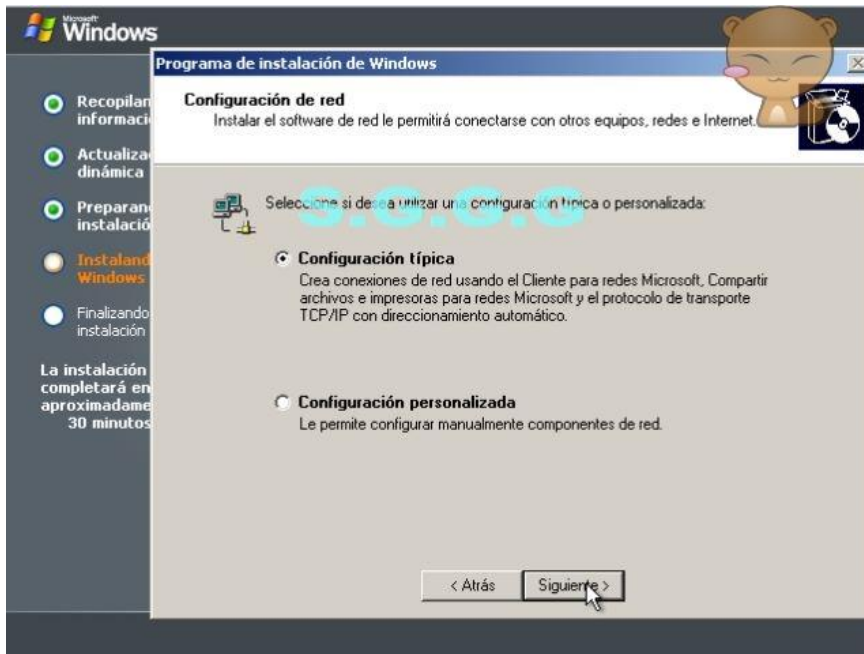 Microsoft
Windows
Programa de instalación de Windows
Configuración de red
Instalar el software de red le permitirá conectarse con otros equipos, redes e Internet.
Recopilan
informaci
Actualiza
dinámica
Preparan
instalació
Instaland
Windows
Finalizando
instalación
La instalación
completará en
aproximadame
30 minutos
Seleccione si desea utilizar una configuración típica o personalizada:
S.G.G.G
Configuración típica
Crea conexiones de red usando el Cliente para redes Microsoft, Compartir
archivos e impresoras para redes Microsoft y el protocolo de transporte
TCP/IP con direccionamiento automático.
Configuración personalizada
Le permite configurar manualmente componentes de red.
< Atrás
Siguiente >